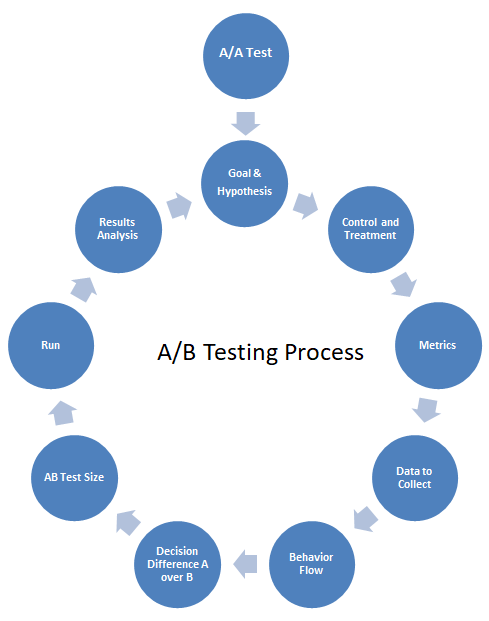 A/A Test
Goal &
Hypothesis
Control and
Treatment
Metrics
Data to
Collect
Behavior
Flow
Decision
Difference A
over B
AB Test Size
Run
Results
Analysis
A/B Testing Process